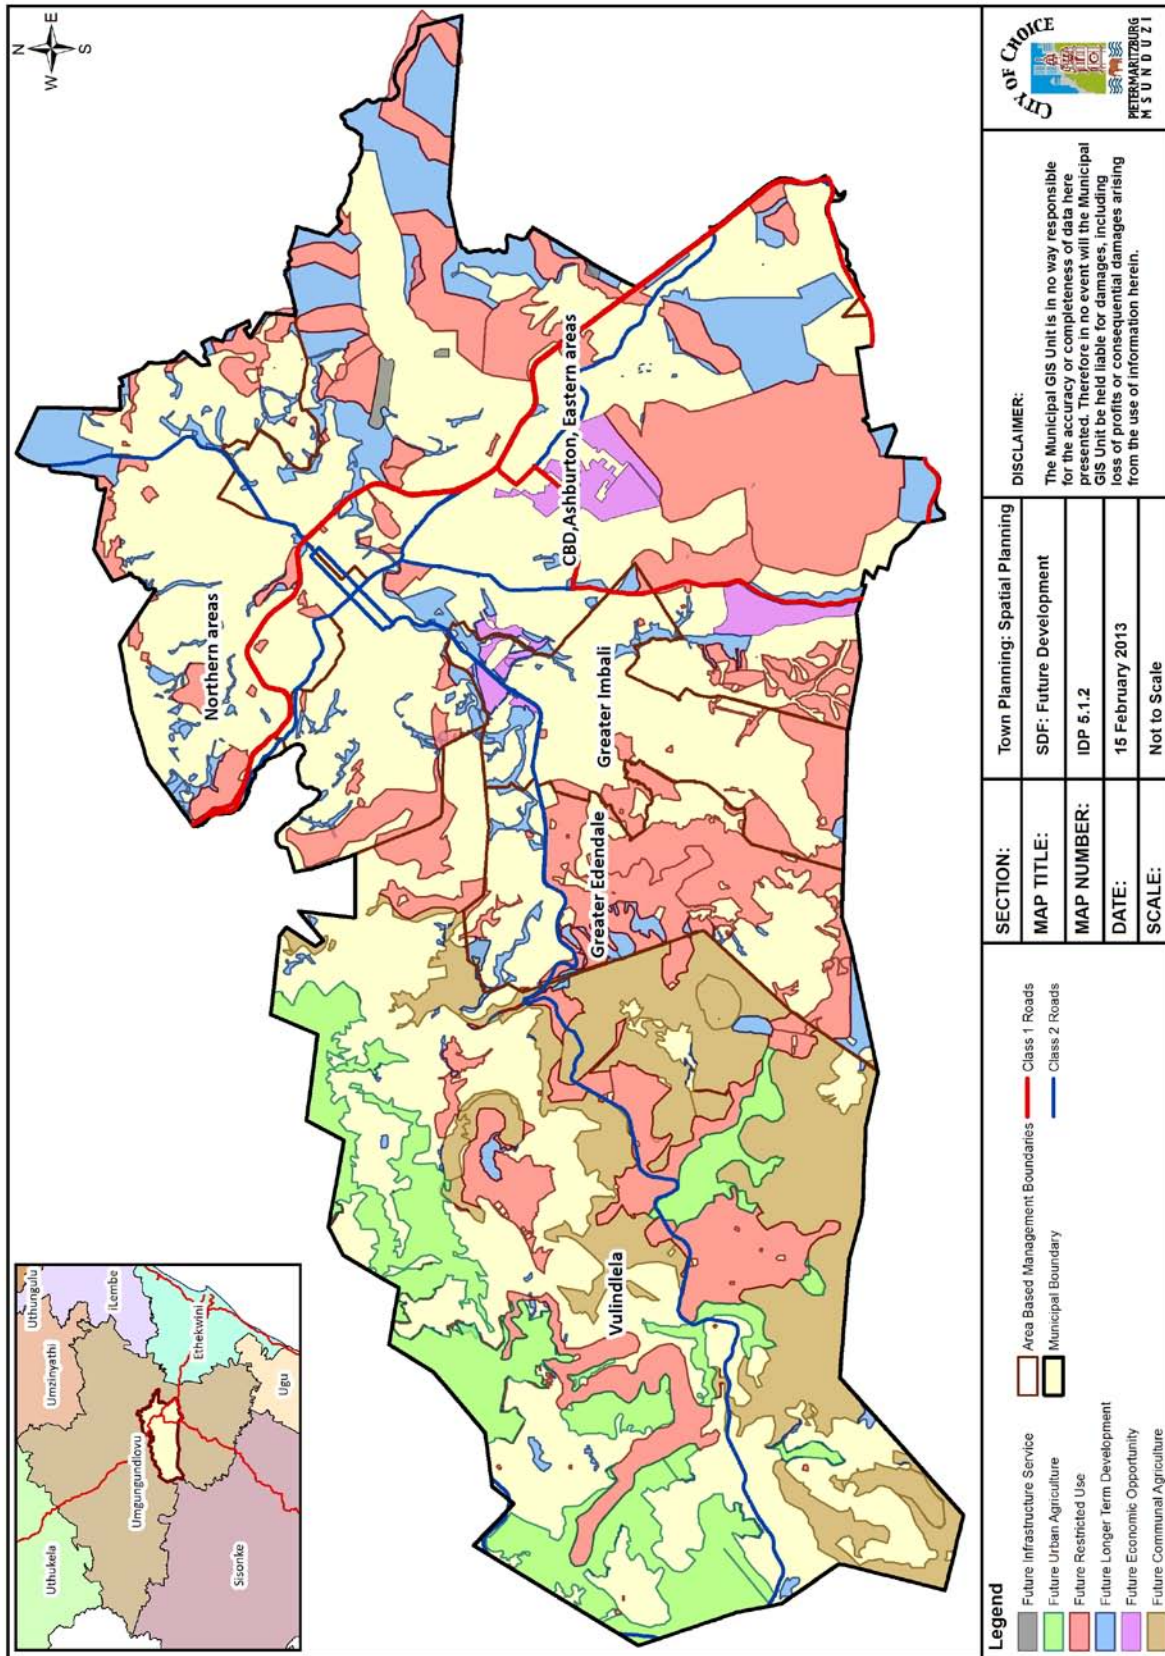 N
E
S
W
Uthungulu
Umzinyathi
iLembe
Uthukela
Ethekwini
Umgungundlovu
Ugu
Sisonke
Northern areas
CBD,Ashburton, Eastern areas
Greater Imbali
Greater Edendale
Vulindlela
Legend
Future Infrastructure Service
Future Urban Agriculture
Future Restricted Use
Future Longer Term Development
Future Economic Opportunity
Future Communal Agriculture
Area Based Management Boundaries
Municipal Boundary
Class 1 Roads
Class 2 Roads
SECTION: Town Planning: Spatial Planning
MAP TITLE: SDF: Future Development
MAP NUMBER: IDP 5.1.2
DATE: 15 February 2013
SCALE: Not to Scale
DISCLAIMER:
The Municipal GIS Unit is in no way responsible
for the accuracy or completeness of data here
presented. Therefore in no event will the Municipal
GIS Unit be held liable for damages, including
loss of profits or consequential damages arising
from the use of information herein.
CITY OF CHOICE
PIETERMARITZBURG
MSUNDUZI